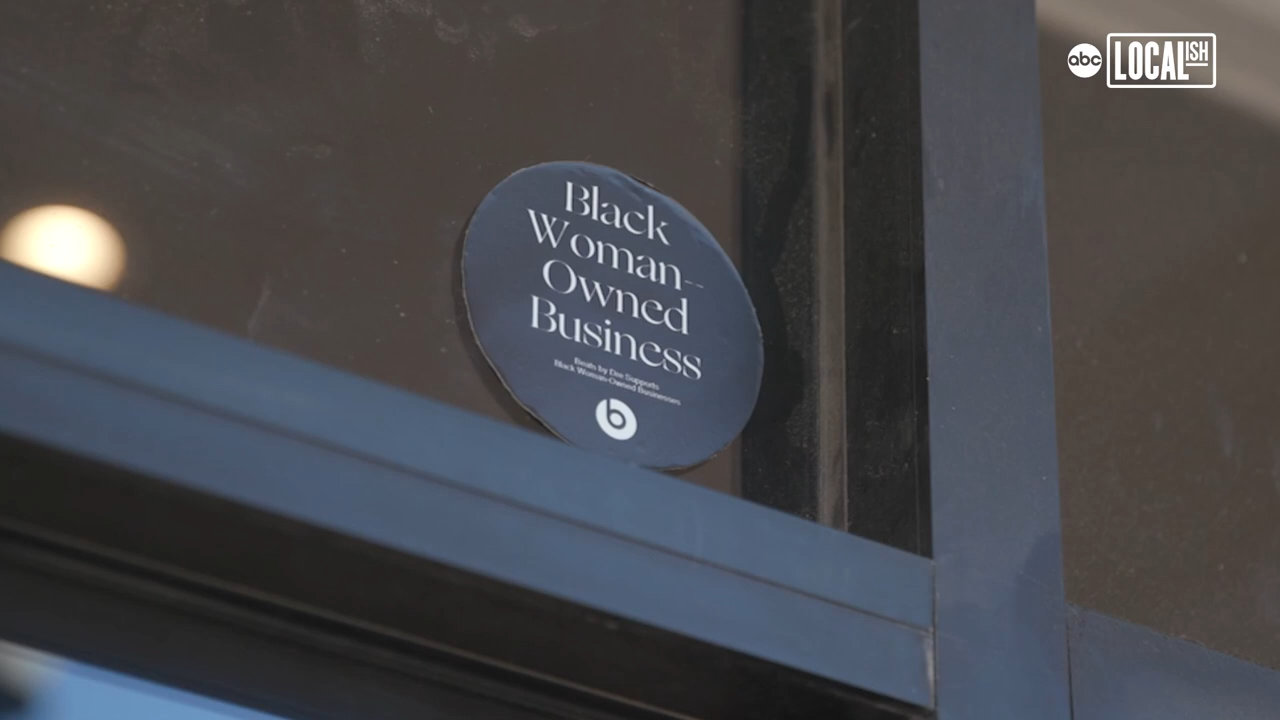 abc LOCALISH
Black
Woman-
Owned
Business
Beats by Dre Supports
Black Woman-Owned Businesses
b